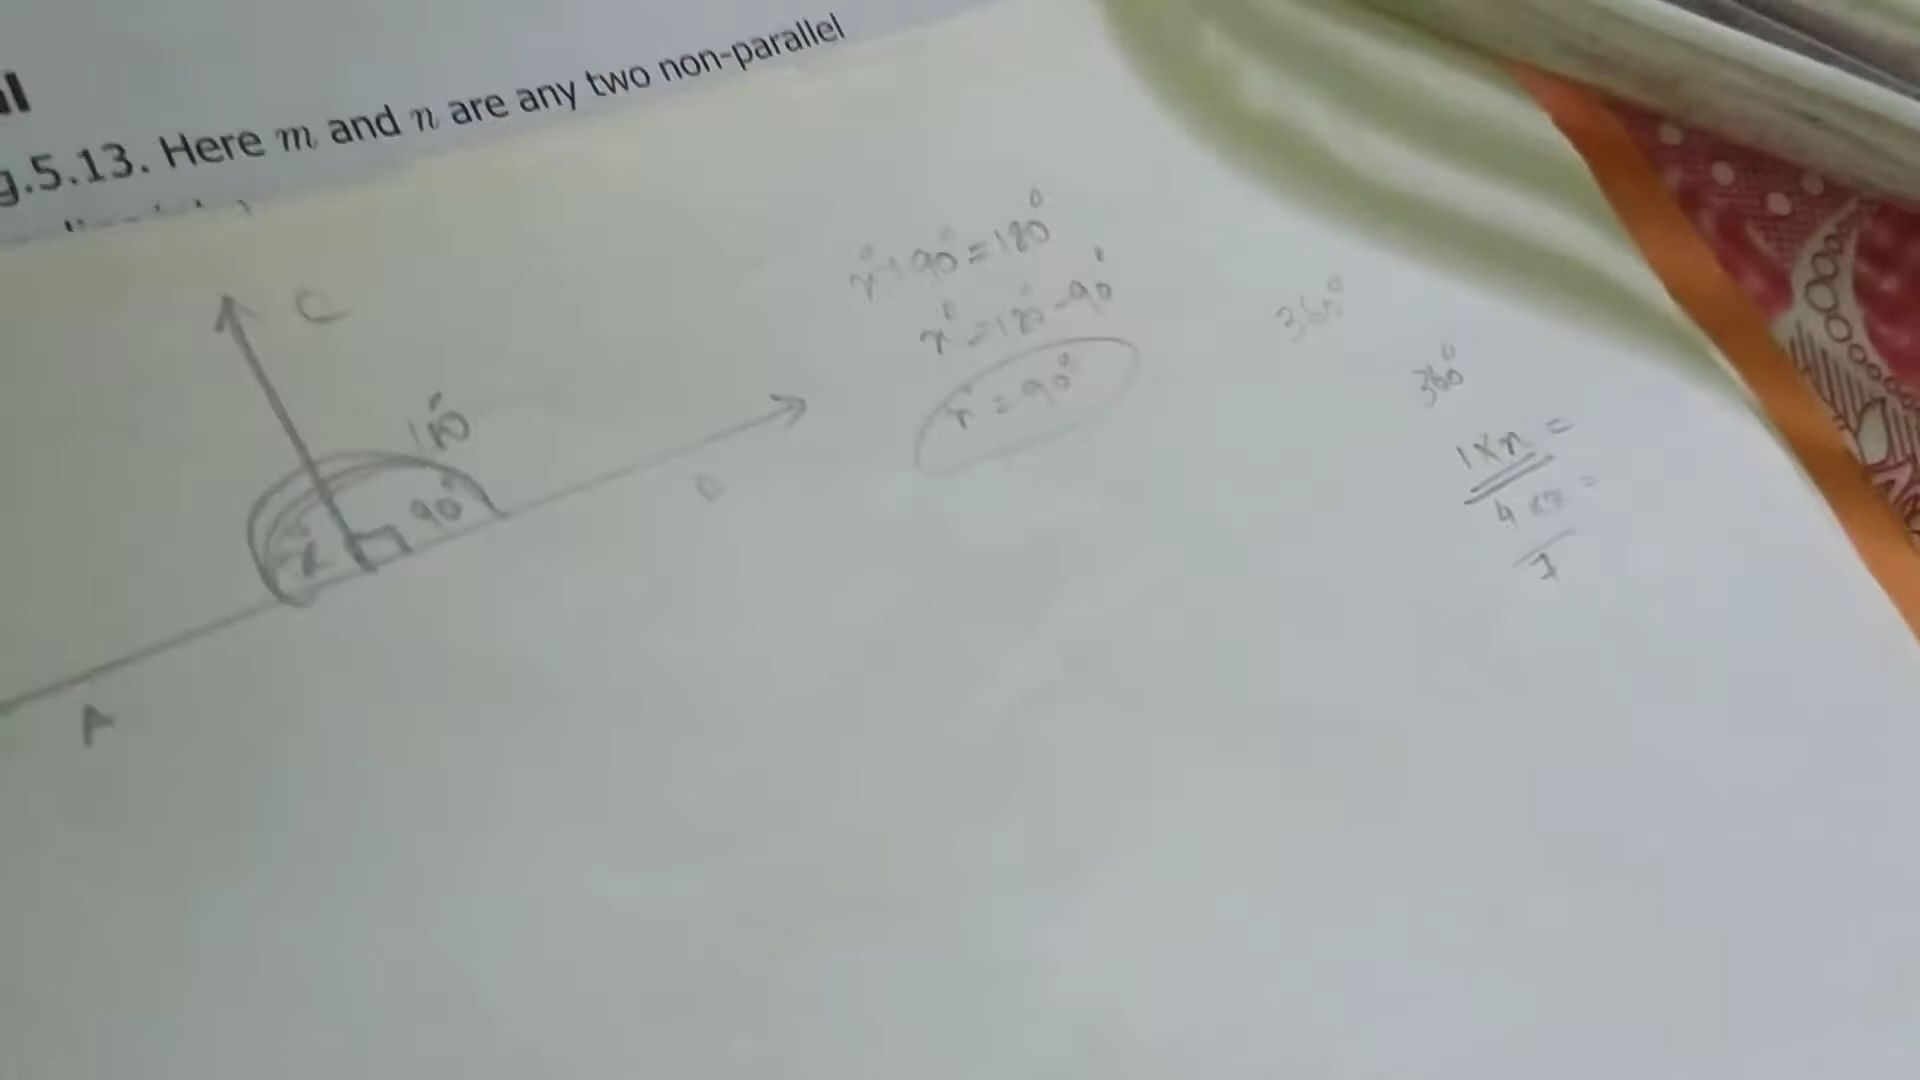 g.5.13. Here m and n are any two non-parallel
C
180°
x° 90°
A
x°+90°=180°
x°=180°-90°
x°=90°
360°
360°
1×n =
4